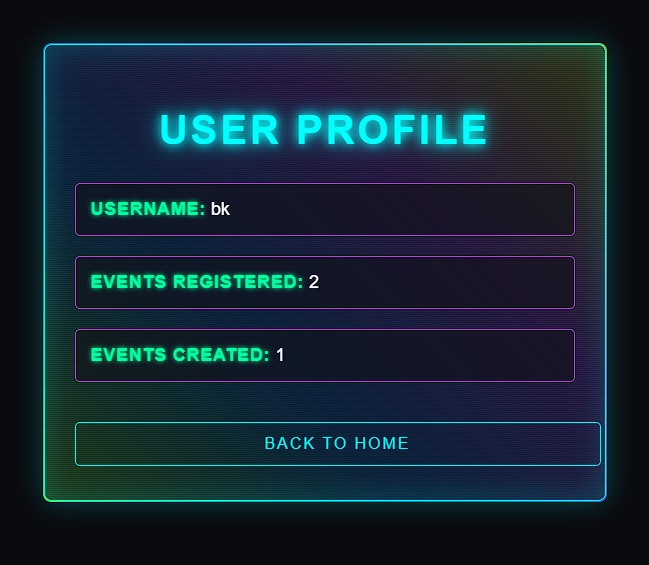 USER PROFILE
USERNAME: bk
EVENTS REGISTERED: 2
EVENTS CREATED: 1
BACK TO HOME